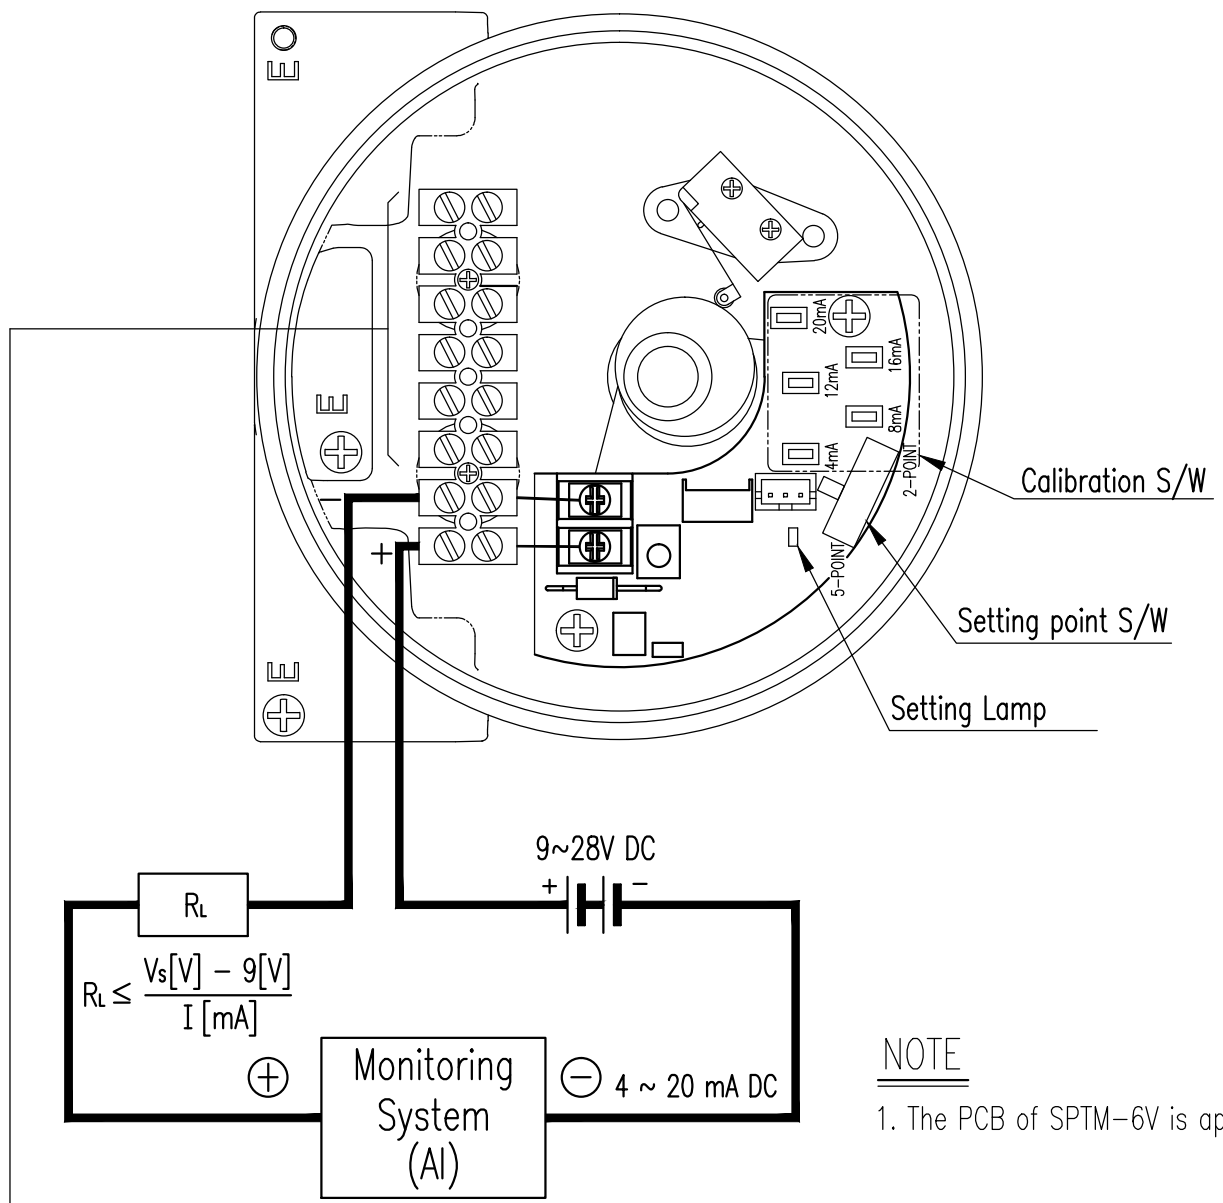 E
E
E
−
+
20mA
16mA
12mA
8mA
4mA
2-POINT
5-POINT
Calibration S/W
Setting point S/W
Setting Lamp
9~28V DC
+ −
RL
RL ≤ Vs[V] − 9[V]
I [mA]
⊕
Monitoring
System
(AI)
⊖ 4 ~ 20 mA DC
NOTE
1. The PCB of SPTM-6V is